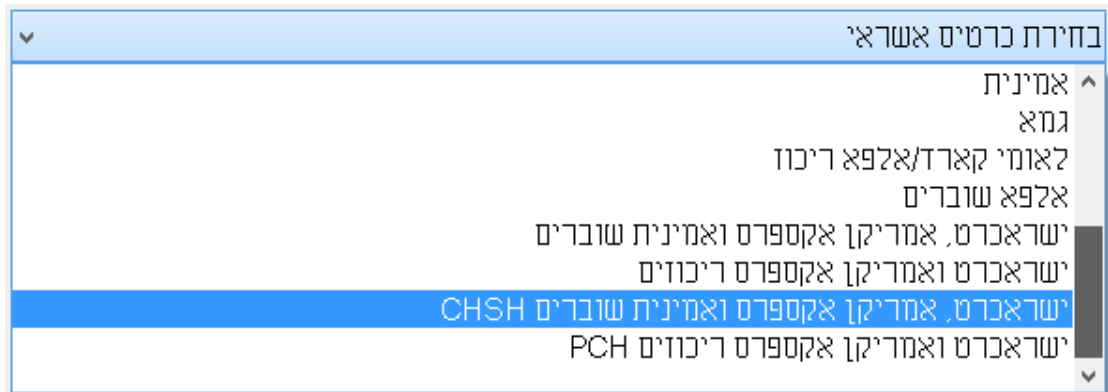 בחירת כרטיס אשראי
אמינית
גמא
לאומי קארד/אלפא ריכוז
אלפא שוברים
ישראכרט, אמריקן אקספרס ואמינית שוברים
ישראכרט ואמריקן אקספרס ריכוזים
ישראכרט, אמריקן אקספרס ואמינית שוברים CHSH
ישראכרט ואמריקן אקספרס ריכוזים PCH